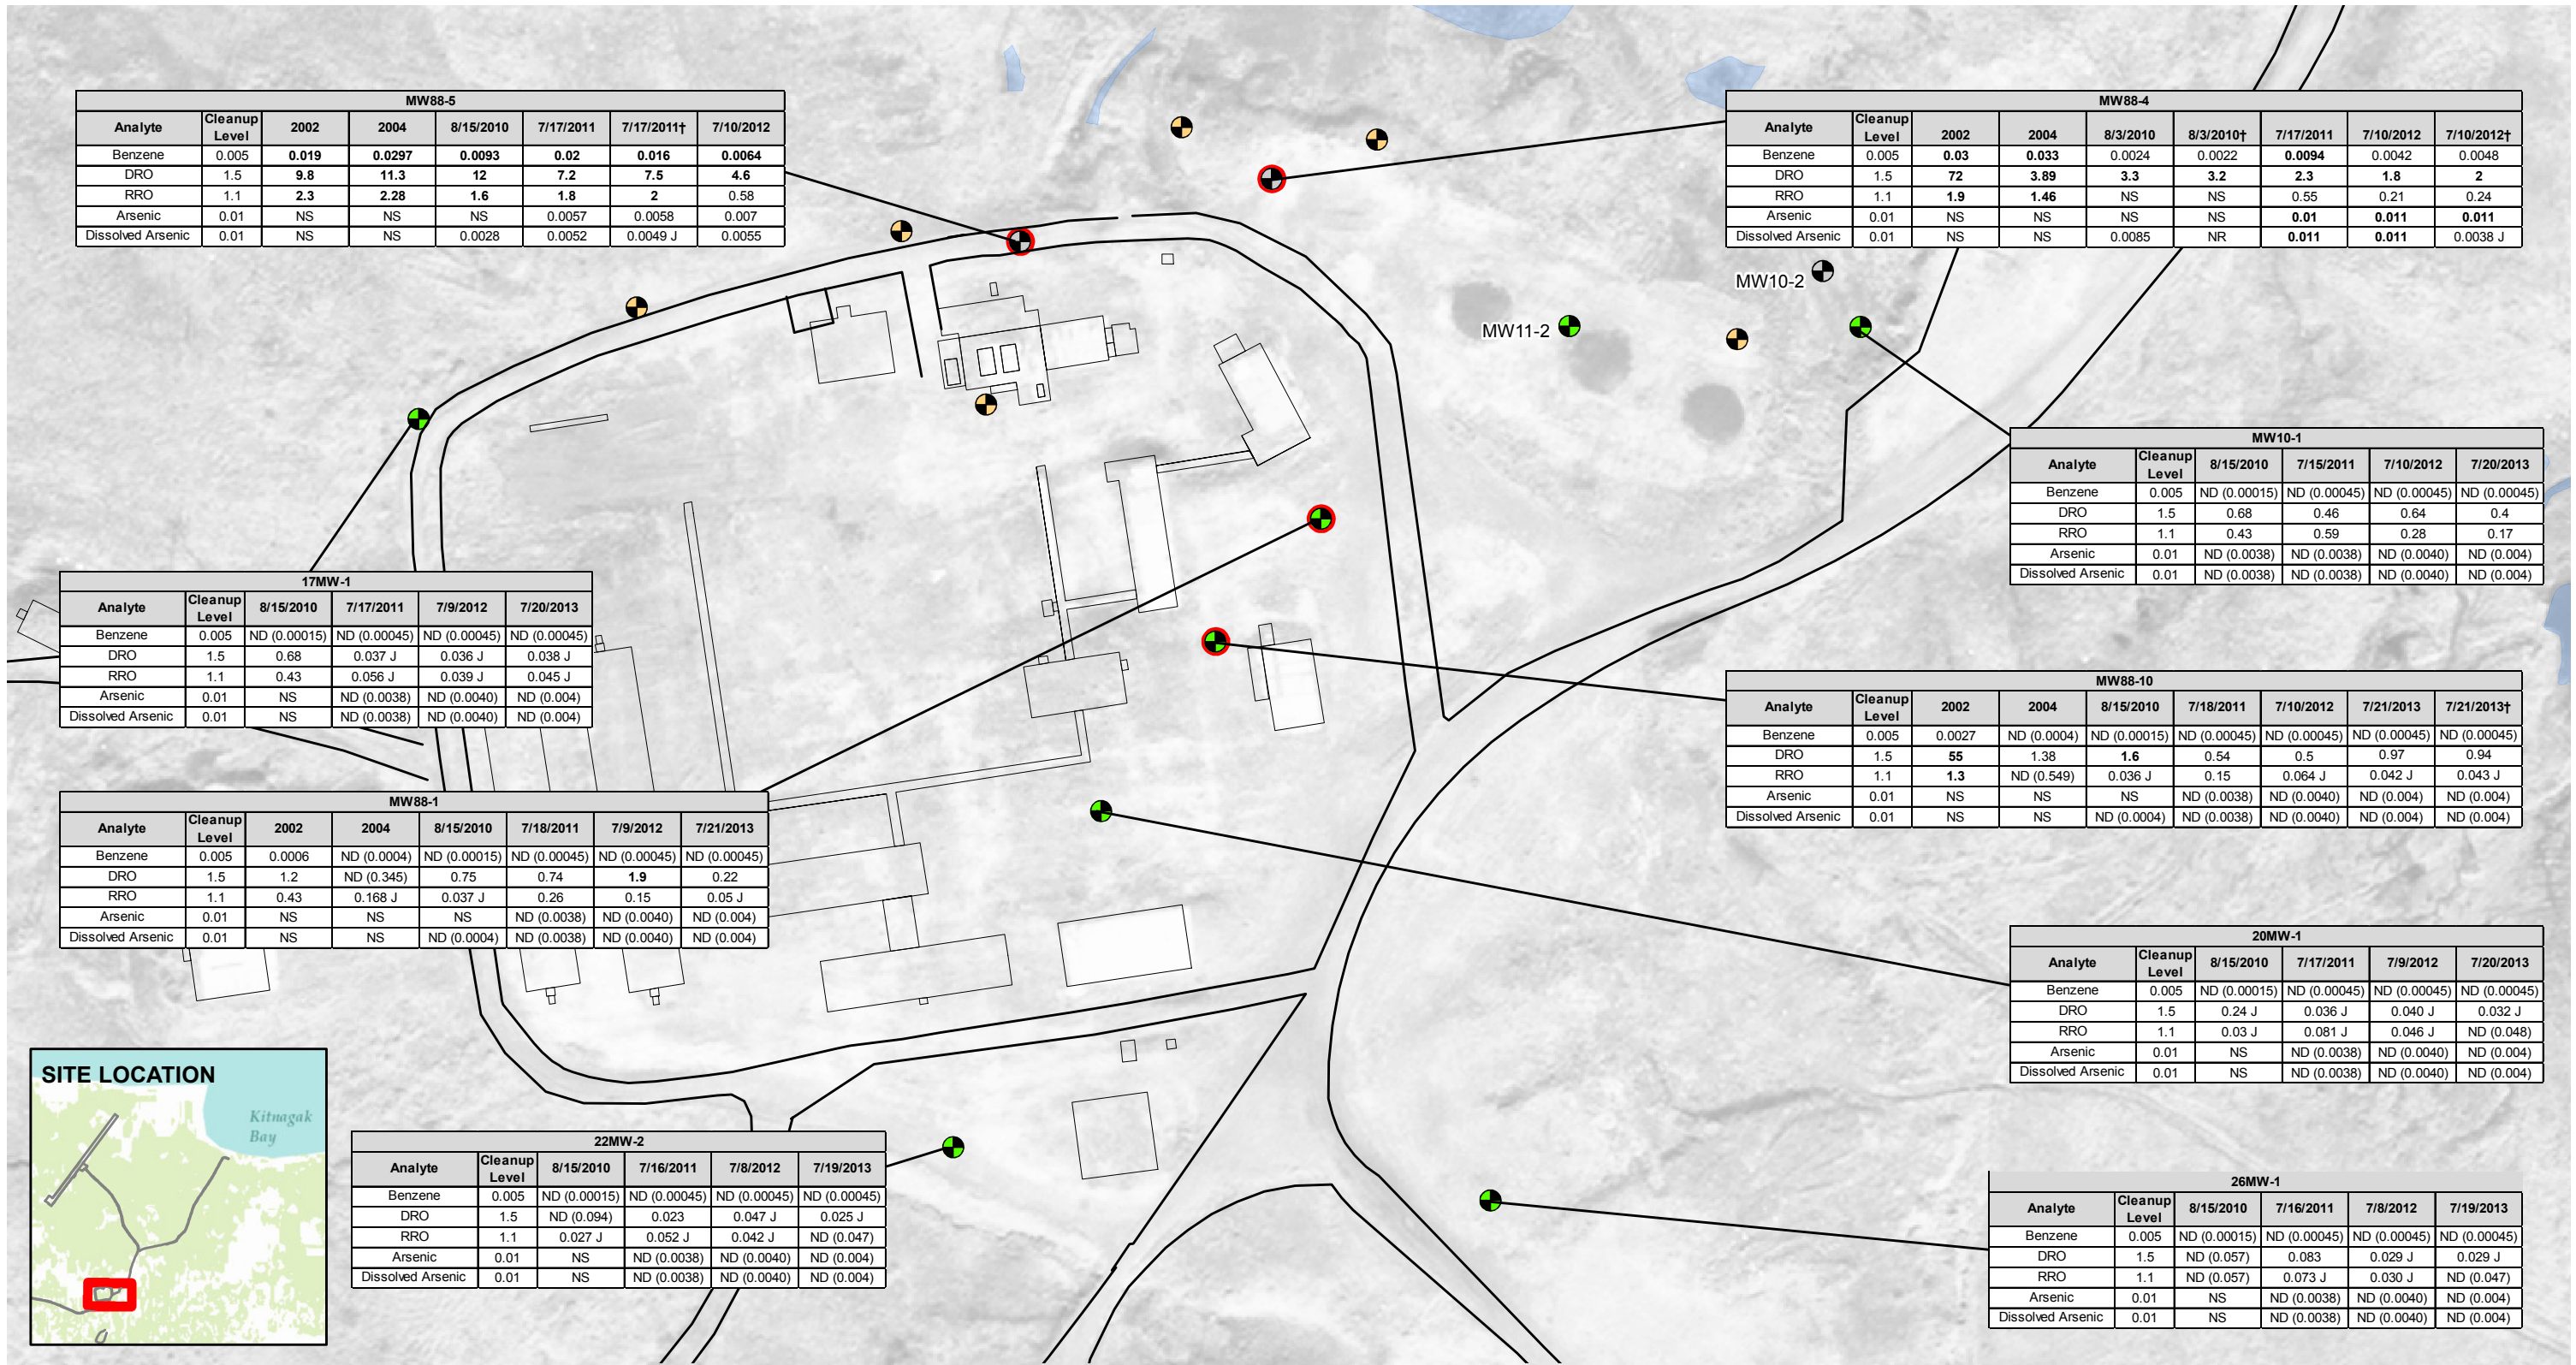 MW88-5
Analyte Cleanup Level 2002 2004 8/15/2010 7/17/2011 7/17/2011† 7/10/2012
Benzene 0.005 0.019 0.0297 0.0093 0.02 0.016 0.0064
DRO 1.5 9.8 11.3 12 7.2 7.5 4.6
RRO 1.1 2.3 2.28 1.6 1.8 2 0.58
Arsenic 0.01 NS NS NS 0.0057 0.0058 0.007
Dissolved Arsenic 0.01 NS NS 0.0028 0.0052 0.0049 J 0.0055
MW88-4
Analyte Cleanup Level 2002 2004 8/3/2010 8/3/2010† 7/17/2011 7/10/2012 7/10/2012†
Benzene 0.005 0.03 0.033 0.0024 0.0022 0.0094 0.0042 0.0048
DRO 1.5 72 3.89 3.3 3.2 2.3 1.8 2
RRO 1.1 1.9 1.46 NS NS 0.55 0.21 0.24
Arsenic 0.01 NS NS NS NS 0.01 0.011 0.011
Dissolved Arsenic 0.01 NS NS 0.0085 NR 0.011 0.011 0.0038 J
MW10-2
MW11-2
MW10-1
Analyte Cleanup Level 8/15/2010 7/15/2011 7/10/2012 7/20/2013
Benzene 0.005 ND (0.00015) ND (0.00045) ND (0.00045) ND (0.00045)
DRO 1.5 0.68 0.46 0.64 0.4
RRO 1.1 0.43 0.59 0.28 0.17
Arsenic 0.01 ND (0.0038) ND (0.0038) ND (0.0040) ND (0.004)
Dissolved Arsenic 0.01 ND (0.0038) ND (0.0038) ND (0.0040) ND (0.004)
17MW-1
Analyte Cleanup Level 8/15/2010 7/17/2011 7/9/2012 7/20/2013
Benzene 0.005 ND (0.00015) ND (0.00045) ND (0.00045) ND (0.00045)
DRO 1.5 0.68 0.037 J 0.036 J 0.038 J
RRO 1.1 0.43 0.056 J 0.039 J 0.045 J
Arsenic 0.01 NS ND (0.0038) ND (0.0040) ND (0.004)
Dissolved Arsenic 0.01 NS ND (0.0038) ND (0.0040) ND (0.004)
MW88-10
Analyte Cleanup Level 2002 2004 8/15/2010 7/18/2011 7/10/2012 7/21/2013 7/21/2013†
Benzene 0.005 0.0027 ND (0.0004) ND (0.00015) ND (0.00045) ND (0.00045) ND (0.00045) ND (0.00045)
DRO 1.5 55 1.38 1.6 0.54 0.5 0.97 0.94
RRO 1.1 1.3 ND (0.549) 0.036 J 0.15 0.064 J 0.042 J 0.043 J
Arsenic 0.01 NS NS NS ND (0.0038) ND (0.0040) ND (0.004) ND (0.004)
Dissolved Arsenic 0.01 NS NS ND (0.0004) ND (0.0038) ND (0.0040) ND (0.004) ND (0.004)
MW88-1
Analyte Cleanup Level 2002 2004 8/15/2010 7/18/2011 7/9/2012 7/21/2013
Benzene 0.005 0.0006 ND (0.0004) ND (0.00015) ND (0.00045) ND (0.00045) ND (0.00045)
DRO 1.5 1.2 ND (0.345) 0.75 0.74 1.9 0.22
RRO 1.1 0.43 0.168 J 0.037 J 0.26 0.15 0.05 J
Arsenic 0.01 NS NS NS ND (0.0038) ND (0.0040) ND (0.004)
Dissolved Arsenic 0.01 NS NS ND (0.0004) ND (0.0038) ND (0.0040) ND (0.004)
20MW-1
Analyte Cleanup Level 8/15/2010 7/17/2011 7/9/2012 7/20/2013
Benzene 0.005 ND (0.00015) ND (0.00045) ND (0.00045) ND (0.00045)
DRO 1.5 0.24 J 0.036 J 0.040 J 0.032 J
RRO 1.1 0.03 J 0.081 J 0.046 J ND (0.048)
Arsenic 0.01 NS ND (0.0038) ND (0.0040) ND (0.004)
Dissolved Arsenic 0.01 NS ND (0.0038) ND (0.0040) ND (0.004)
SITE LOCATION
Kitnagak
Bay
22MW-2
Analyte Cleanup Level 8/15/2010 7/16/2011 7/8/2012 7/19/2013
Benzene 0.005 ND (0.00015) ND (0.00045) ND (0.00045) ND (0.00045)
DRO 1.5 ND (0.094) 0.023 0.047 J 0.025 J
RRO 1.1 0.027 J 0.052 J 0.042 J ND (0.047)
Arsenic 0.01 NS ND (0.0038) ND (0.0040) ND (0.004)
Dissolved Arsenic 0.01 NS ND (0.0038) ND (0.0040) ND (0.004)
26MW-1
Analyte Cleanup Level 8/15/2010 7/16/2011 7/8/2012 7/19/2013
Benzene 0.005 ND (0.00015) ND (0.00045) ND (0.00045) ND (0.00045)
DRO 1.5 ND (0.057) 0.083 0.029 J 0.029 J
RRO 1.1 ND (0.057) 0.073 J 0.030 J ND (0.047)
Arsenic 0.01 NS ND (0.0038) ND (0.0040) ND (0.004)
Dissolved Arsenic 0.01 NS ND (0.0038) ND (0.0040) ND (0.004)